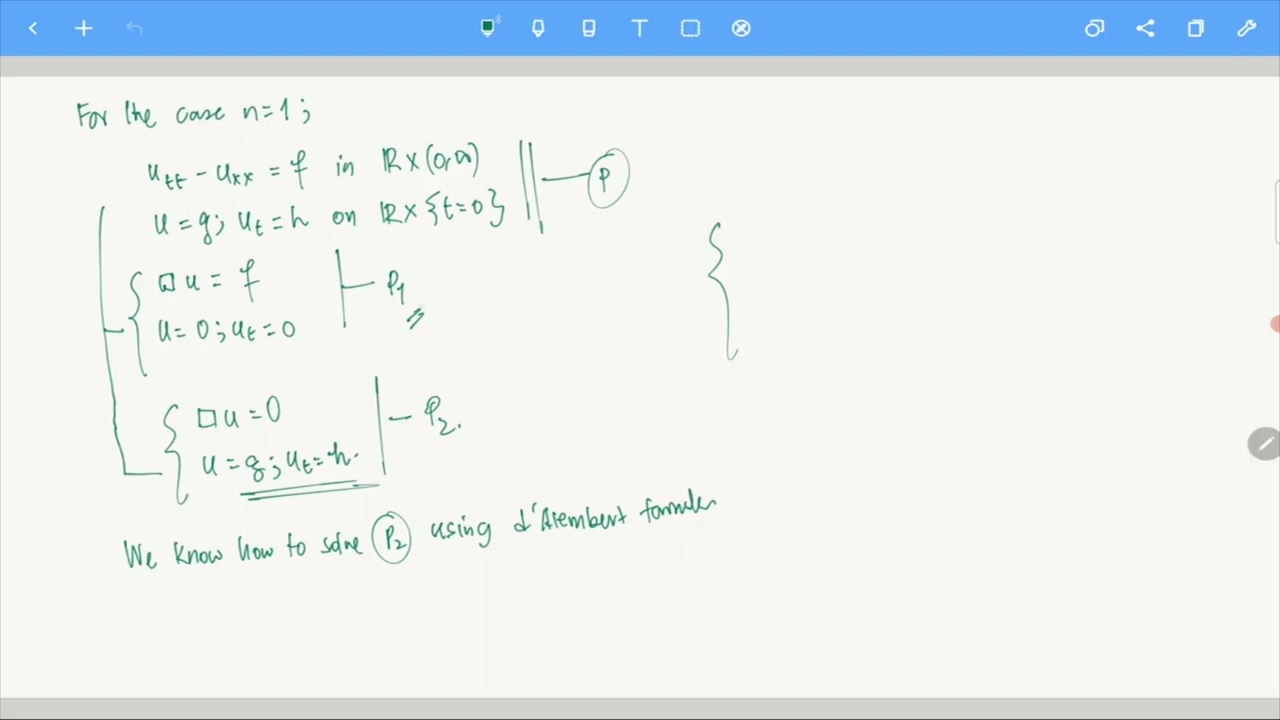 For the case n=1;
u_tt - u_xx = f in ℝ×(0,∞)
u=g; u_t=h on ℝ×{t=0}
P
□u = f
u=0; u_t=0
P_1
□u=0
u=g; u_t=h.
P_2.
We know how to solve P_2 using d'Alembert formula